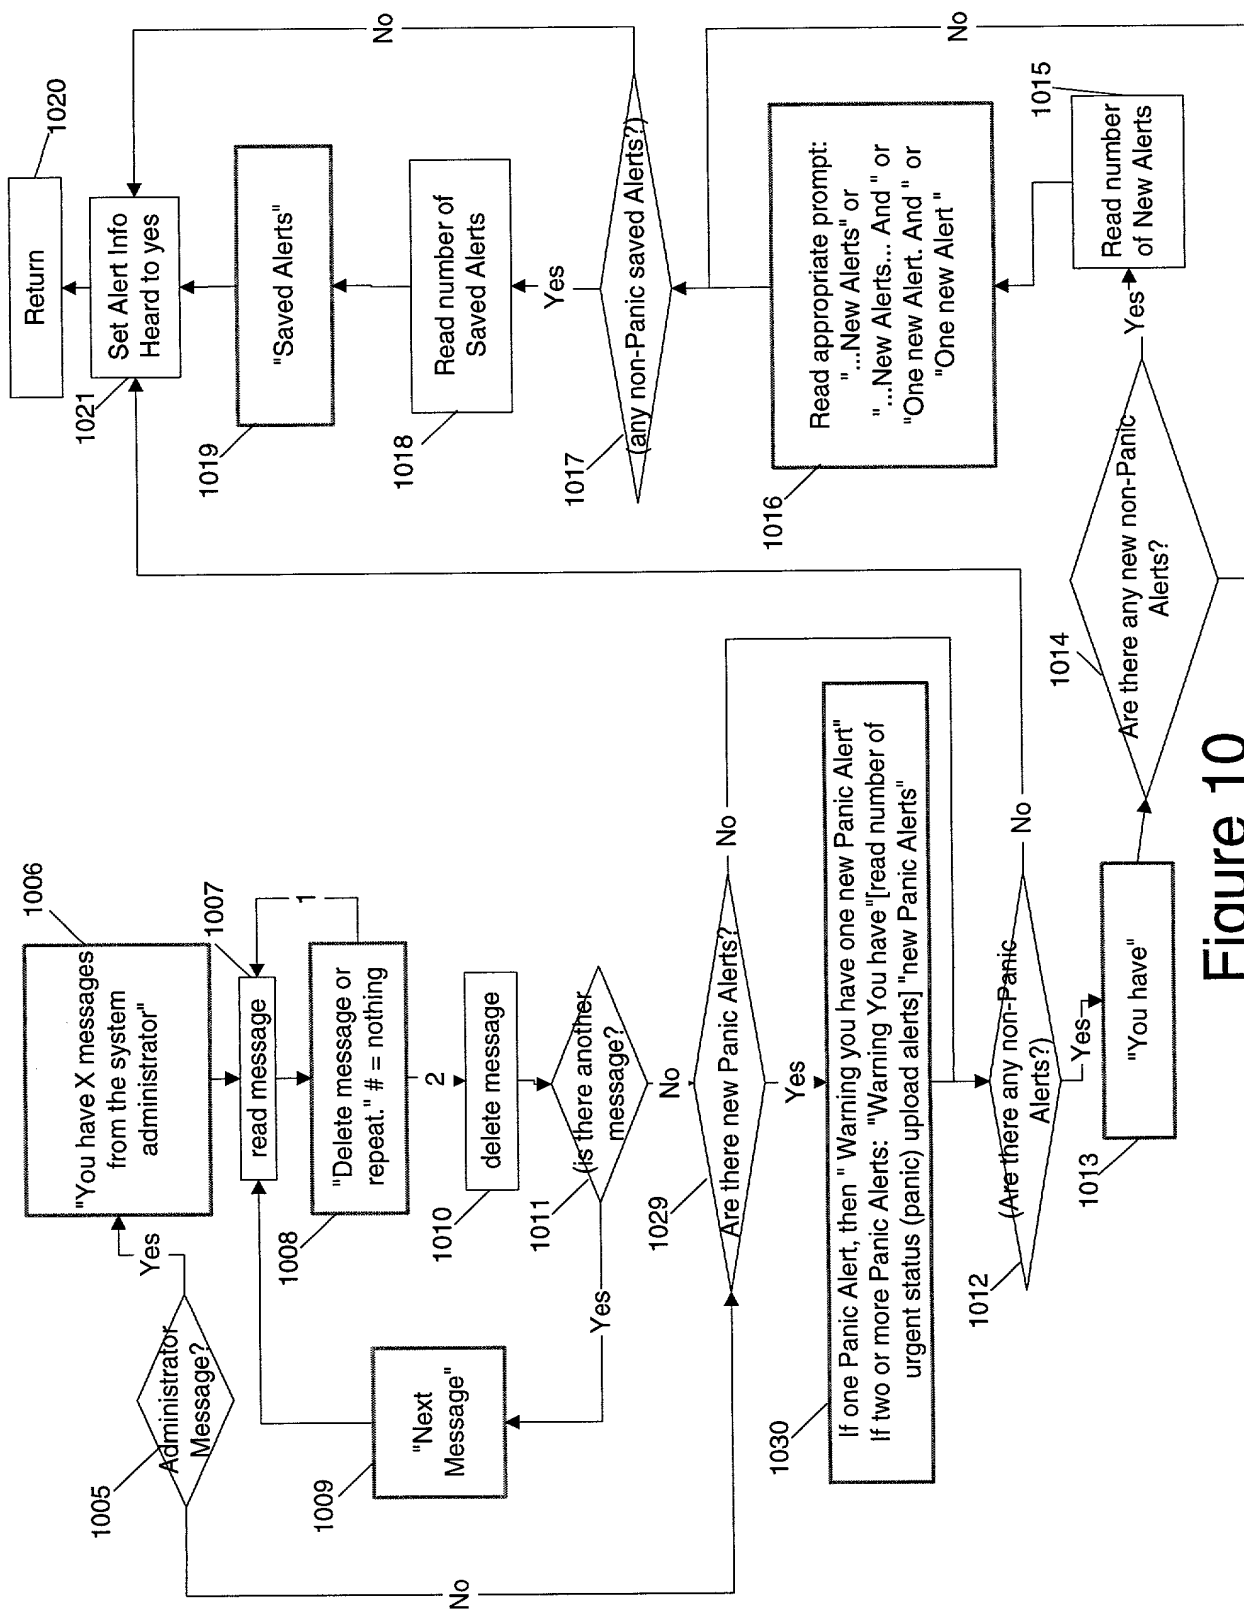 1005
Administrator
Message?
Yes
No
1006
"You have X messages
from the system
administrator"
1007
read message
1
1008
"Delete message or
repeat." # = nothing
2
1010
delete message
1011
(is there another
message?
Yes
No
1009
"Next
Message"
1029
Are there new Panic Alerts?
No
Yes
1030
If one Panic Alert, then " Warning you have one new Panic Alert"
If two or more Panic Alerts: "Warning You have"[read number of
urgent status (panic) upload alerts] "new Panic Alerts"
1012
(Are there any non-Panic
Alerts?)
No
Yes
1013
"You have"
1014
Are there any new non-Panic
Alerts?
Yes
No
1015
Read number
of New Alerts
1016
Read appropriate prompt:
"...New Alerts" or
"...New Alerts... And " or
"One new Alert. And " or
"One new Alert "
1017
(any non-Panic saved Alerts?)
No
Yes
1018
Read number of
Saved Alerts
1019
"Saved Alerts"
1021
Set Alert Info
Heard to yes
1020
Return
Figure 10